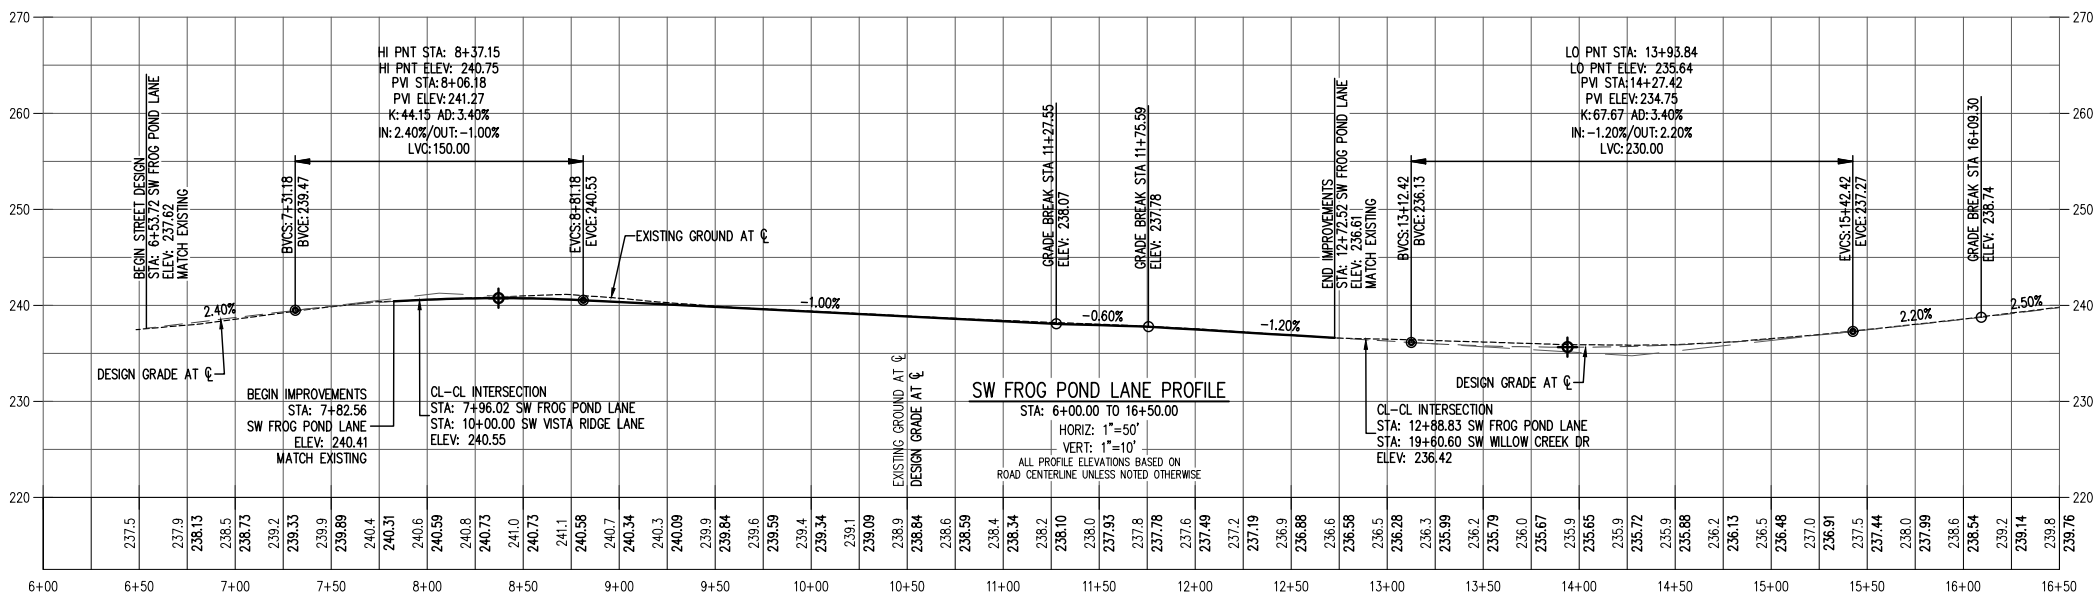 270
260
250
240
230
220
270
260
250
240
230
220
BEGIN STREET DESIGN
STA: 6+53.72 SW FROG POND LANE
ELEV: 237.62
MATCH EXISTING
HI PNT STA: 8+37.15
HI PNT ELEV: 240.75
PVI STA:8+06.18
PVI ELEV:241.27
K:44.15 AD:3.40%
IN:2.40%/OUT:-1.00%
LVC:150.00
BVCS:7+31.18
BVCE:239.47
EVCS:8+81.18
EVCE:240.53
EXISTING GROUND AT ℄
GRADE BREAK STA 11+27.55
ELEV: 238.07
GRADE BREAK STA 11+75.59
ELEV: 237.78
END IMPROVEMENTS
STA: 12+72.52 SW FROG POND LANE
ELEV: 236.61
MATCH EXISTING
LO PNT STA: 13+93.84
LO PNT ELEV: 235.64
PVI STA:14+27.42
PVI ELEV:234.75
K:67.67 AD:3.40%
IN:-1.20%/OUT:2.20%
LVC:230.00
BVCS:13+12.42
BVCE:236.13
EVCS:15+42.42
EVCE:237.27
GRADE BREAK STA 16+09.30
ELEV: 238.74
2.40%
-1.00%
-0.60%
-1.20%
2.20%
2.50%
DESIGN GRADE AT ℄
BEGIN IMPROVEMENTS
STA: 7+82.56
SW FROG POND LANE
ELEV: 240.41
MATCH EXISTING
CL-CL INTERSECTION
STA: 7+96.02 SW FROG POND LANE
STA: 10+00.00 SW VISTA RIDGE LANE
ELEV: 240.55
EXISTING GROUND AT ℄
DESIGN GRADE AT ℄
SW FROG POND LANE PROFILE
STA: 6+00.00 TO 16+50.00
HORIZ: 1"=50'
VERT: 1"=10'
ALL PROFILE ELEVATIONS BASED ON
ROAD CENTERLINE UNLESS NOTED OTHERWISE
DESIGN GRADE AT ℄
CL-CL INTERSECTION
STA: 12+88.83 SW FROG POND LANE
STA: 19+60.60 SW WILLOW CREEK DR
ELEV: 236.42
237.5
237.9
238.13
238.5
238.73
239.2
239.33
239.9
239.89
240.4
240.31
240.6
240.59
240.8
240.73
241.0
240.73
241.1
240.58
240.7
240.34
240.3
240.09
239.9
239.84
239.6
239.59
239.4
239.34
239.1
239.09
238.9
238.84
238.6
238.59
238.4
238.34
238.2
238.10
238.0
237.93
237.8
237.78
237.6
237.49
237.2
237.19
236.9
236.88
236.6
236.58
236.5
236.28
236.3
235.99
236.2
235.79
236.0
235.67
235.9
235.65
235.9
235.72
235.9
235.88
236.2
236.13
236.5
236.48
237.0
236.91
237.5
237.44
238.0
237.99
238.6
238.54
239.2
239.14
239.8
239.76
6+00
6+50
7+00
7+50
8+00
8+50
9+00
9+50
10+00
10+50
11+00
11+50
12+00
12+50
13+00
13+50
14+00
14+50
15+00
15+50
16+00
16+50